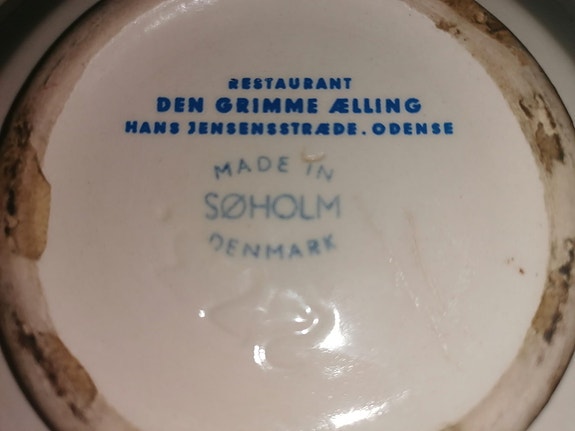 RESTAURANT
DEN GRIMME ÆLLING
HANS JENSENSSTRÆDE. ODENSE
MADE IN
SØHOLM
DENMARK